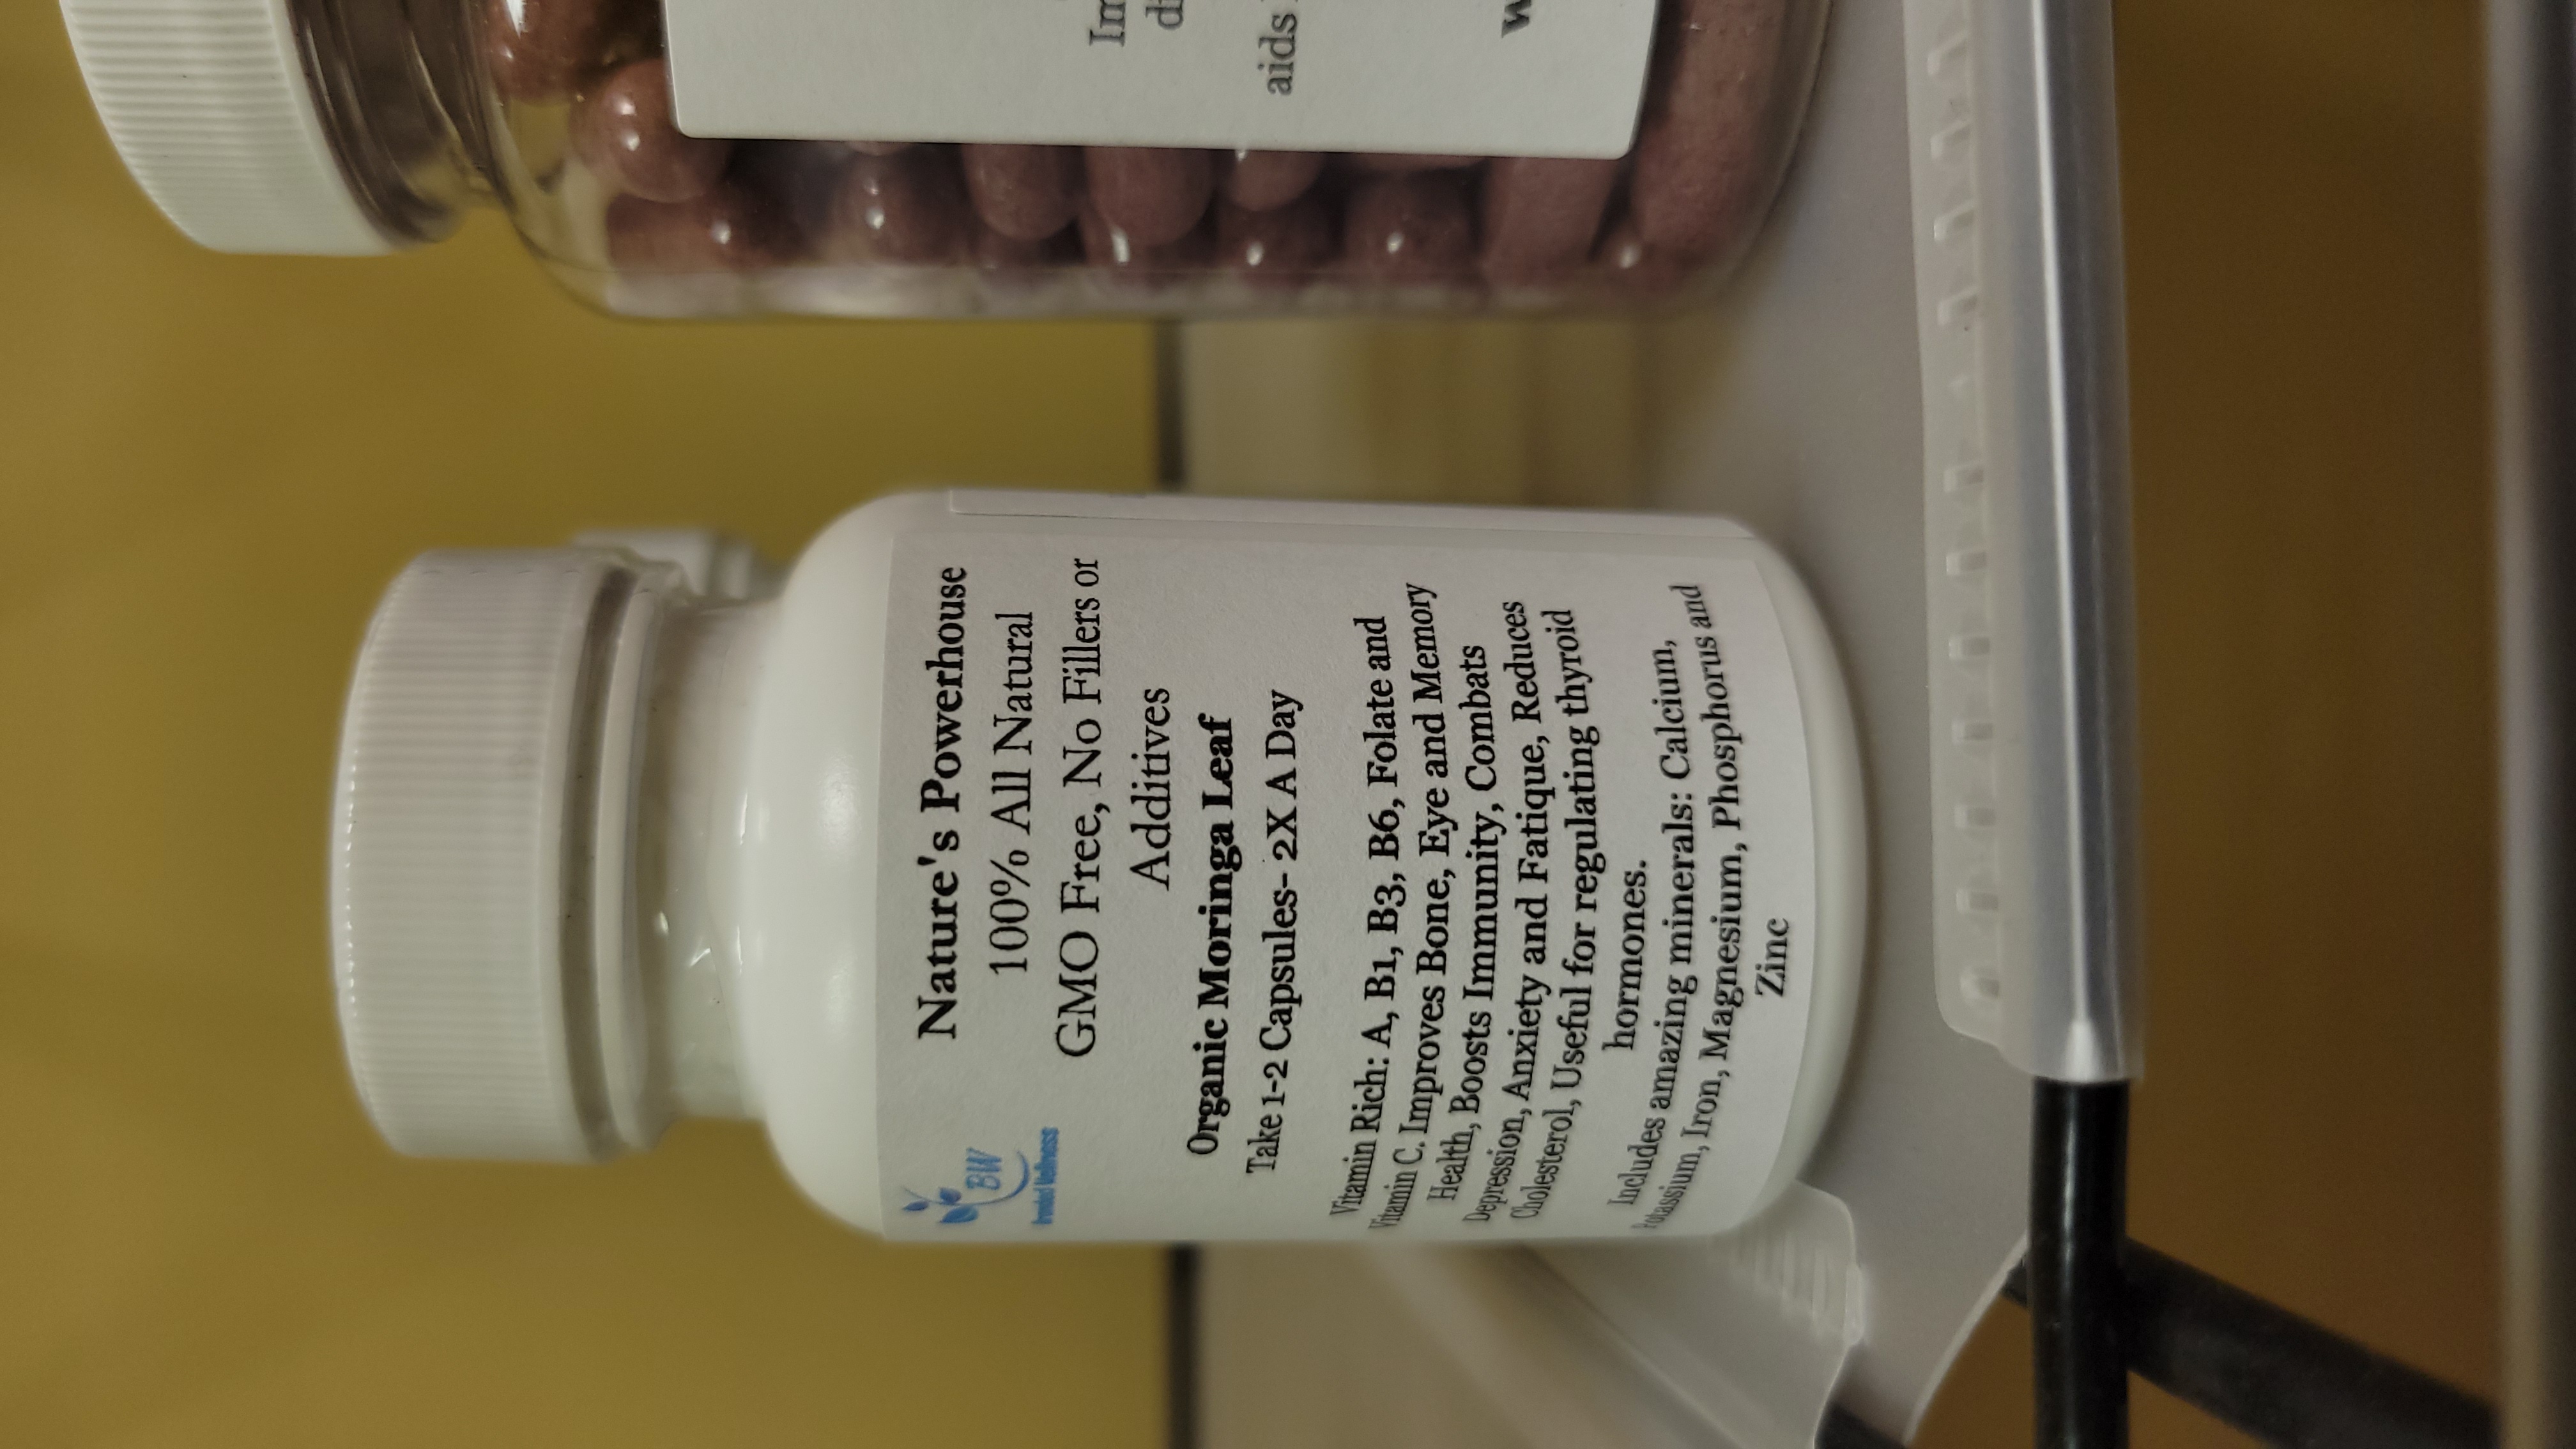 BW
Nature's Powerhouse
100% All Natural
GMO Free, No Fillers or
Additives
Organic Moringa Leaf
Take 1-2 Capsules- 2X A Day
Vitamin Rich: A, B1, B3, B6, Folate and
Vitamin C. Improves Bone, Eye and Memory
Health, Boosts Immunity, Combats
Depression, Anxiety and Fatique, Reduces
Cholesterol, Useful for regulating thyroid
hormones.
Includes amazing minerals: Calcium,
Potassium, Iron, Magnesium, Phosphorus and
Zinc
aids